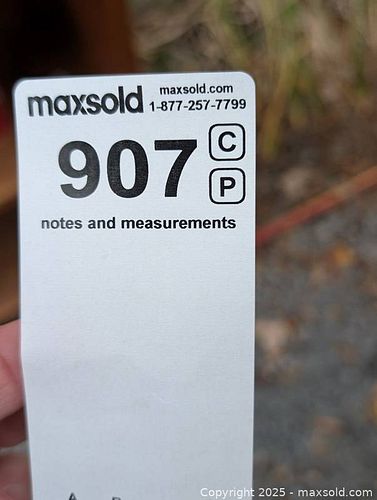 maxsold maxsold.com
1-877-257-7799
907 C
P
notes and measurements
Copyright © 2025 - maxsold.com